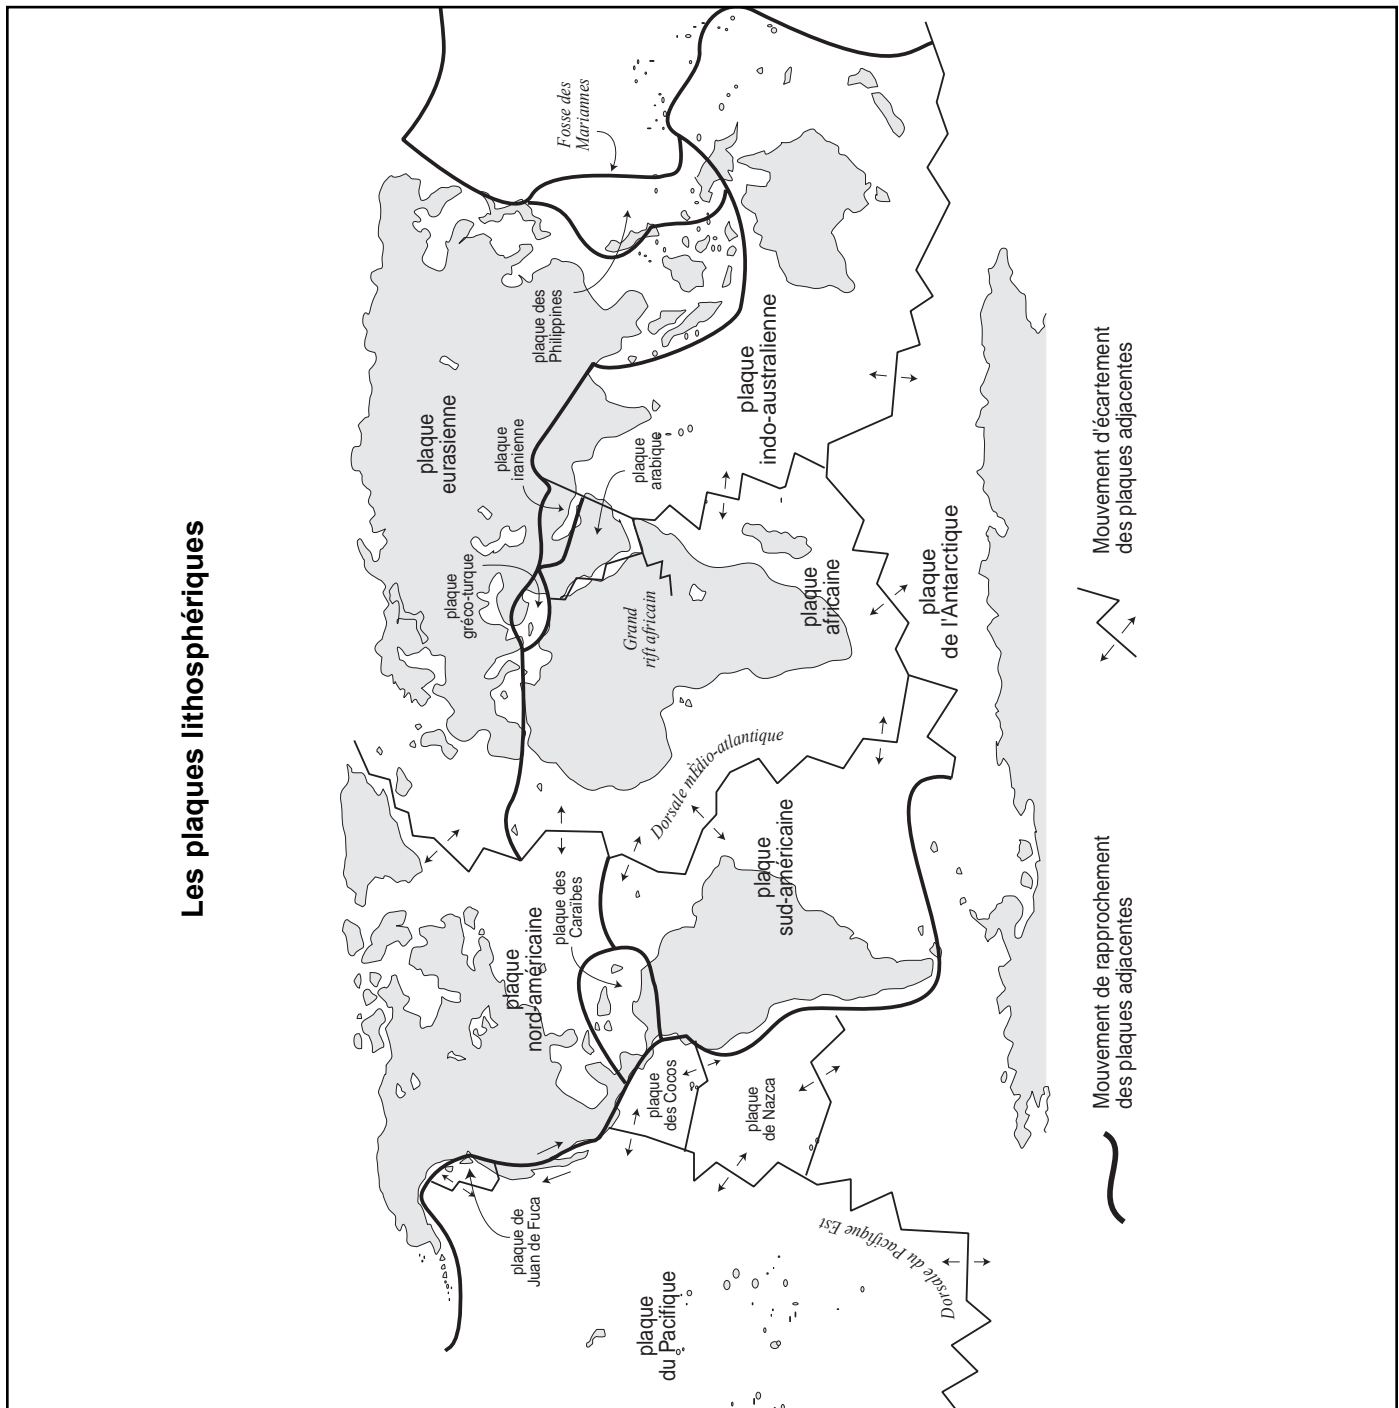 Les plaques lithosphériques
plaque
du Pacifique
plaque de
Juan de Fuca
plaque
nord-américaine
plaque des
Caraïbes
plaque
des Cocos
plaque
de Nazca
Dorsale du Pacifique Est
plaque
sud-américaine
Dorsale mÈdio-atlantique
plaque
gréco-turque
Grand
rift africain
plaque
africaine
plaque
de l'Antarctique
plaque
eurasienne
plaque
iranienne
plaque
arabique
plaque
indo-australienne
plaque des
Philippines
Fosse des
Mariannes
Mouvement de rapprochement
des plaques adjacentes
Mouvement d'écartement
des plaques adjacentes